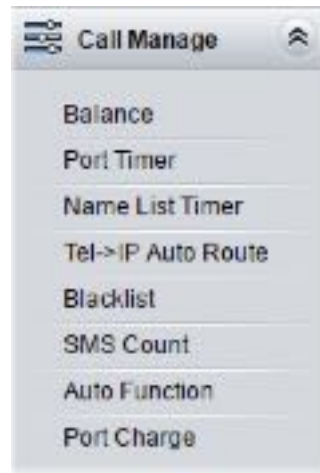 Call Manage
Balance
Port Timer
Name List Timer
Tel->IP Auto Route
Blacklist
SMS Count
Auto Function
Port Charge